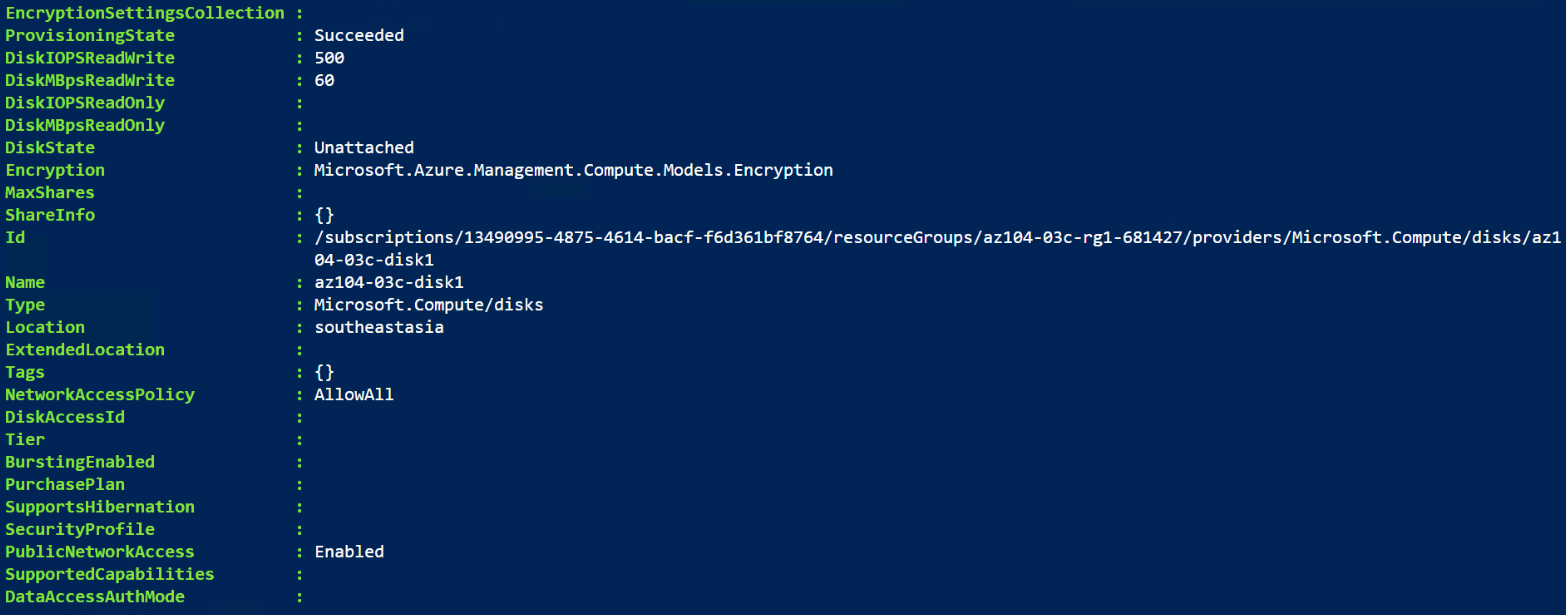 EncryptionSettingsCollection :
ProvisioningState            : Succeeded
DiskIOPSReadWrite            : 500
DiskMBpsReadWrite            : 60
DiskIOPSReadOnly             :
DiskMBpsReadOnly             :
DiskState                    : Unattached
Encryption                   : Microsoft.Azure.Management.Compute.Models.Encryption
MaxShares                    :
ShareInfo                    : {}
Id                           : /subscriptions/13490995-4875-4614-bacf-f6d361bf8764/resourceGroups/az104-03c-rg1-681427/providers/Microsoft.Compute/disks/az1
                               04-03c-disk1
Name                         : az104-03c-disk1
Type                         : Microsoft.Compute/disks
Location                     : southeastasia
ExtendedLocation             :
Tags                         : {}
NetworkAccessPolicy          : AllowAll
DiskAccessId                 :
Tier                         :
BurstingEnabled              :
PurchasePlan                 :
SupportsHibernation          :
SecurityProfile              :
PublicNetworkAccess          : Enabled
SupportedCapabilities        :
DataAccessAuthMode           :